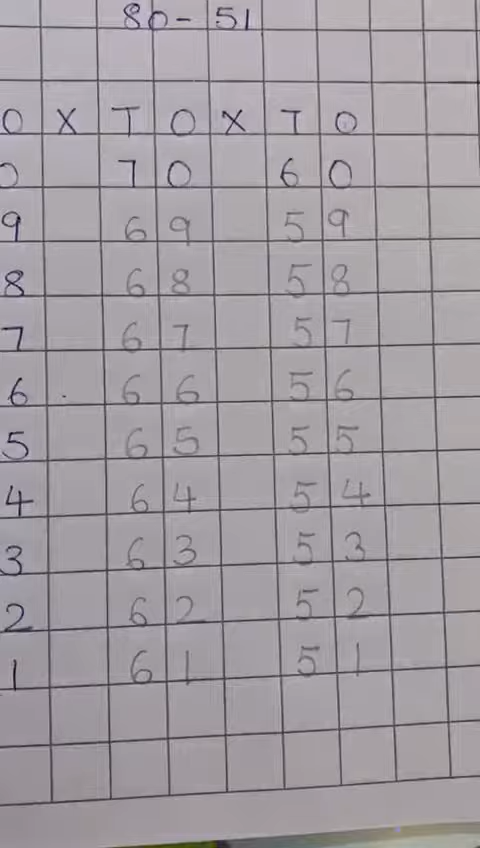 80 - 51
O X T O X T O
0 7 0 6 0
9 6 9 5 9
8 6 8 5 8
7 6 7 5 7
6 . 6 6 5 6
5 6 5 5 5
4 6 4 5 4
3 6 3 5 3
2 6 2 5 2
1 6 1 5 1